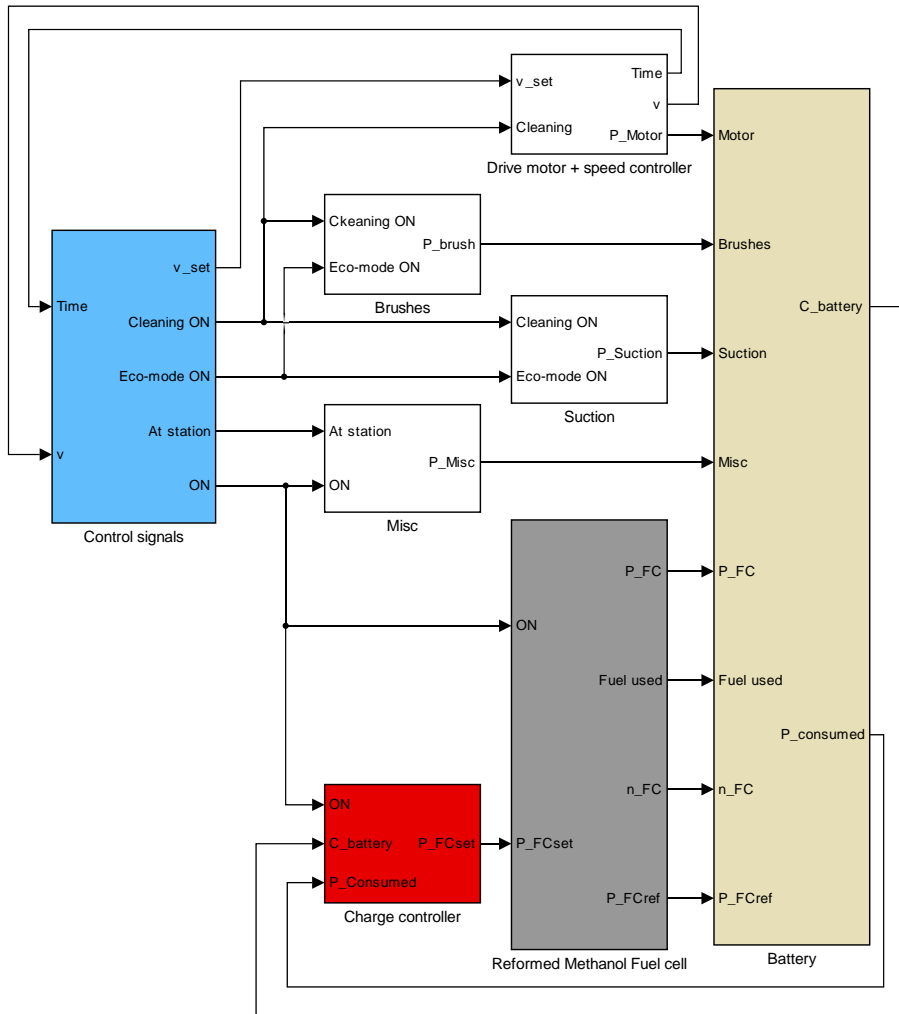 v_set
Time
v
Cleaning
P_Motor
Drive motor + speed controller
Motor
Ckeaning ON
P_brush
Eco-mode ON
Brushes
Brushes
v_set
Time
Cleaning ON
Eco-mode ON
At station
v
ON
Control signals
Cleaning ON
P_Suction
Eco-mode ON
Suction
Suction
C_battery
At station
P_Misc
ON
Misc
Misc
P_FC
ON
Fuel used
n_FC
P_FCset
P_FCref
Reformed Methanol Fuel cell
P_FC
Fuel used
P_consumed
n_FC
P_FCref
Battery
ON
C_battery
P_FCset
P_Consumed
Charge controller